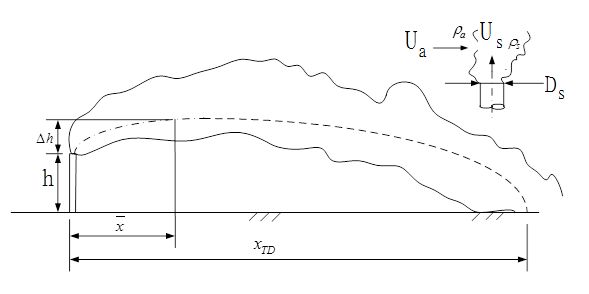 U_a ρ_a U_s ρ_s
D_s
Δh
h
x̄
x_TD